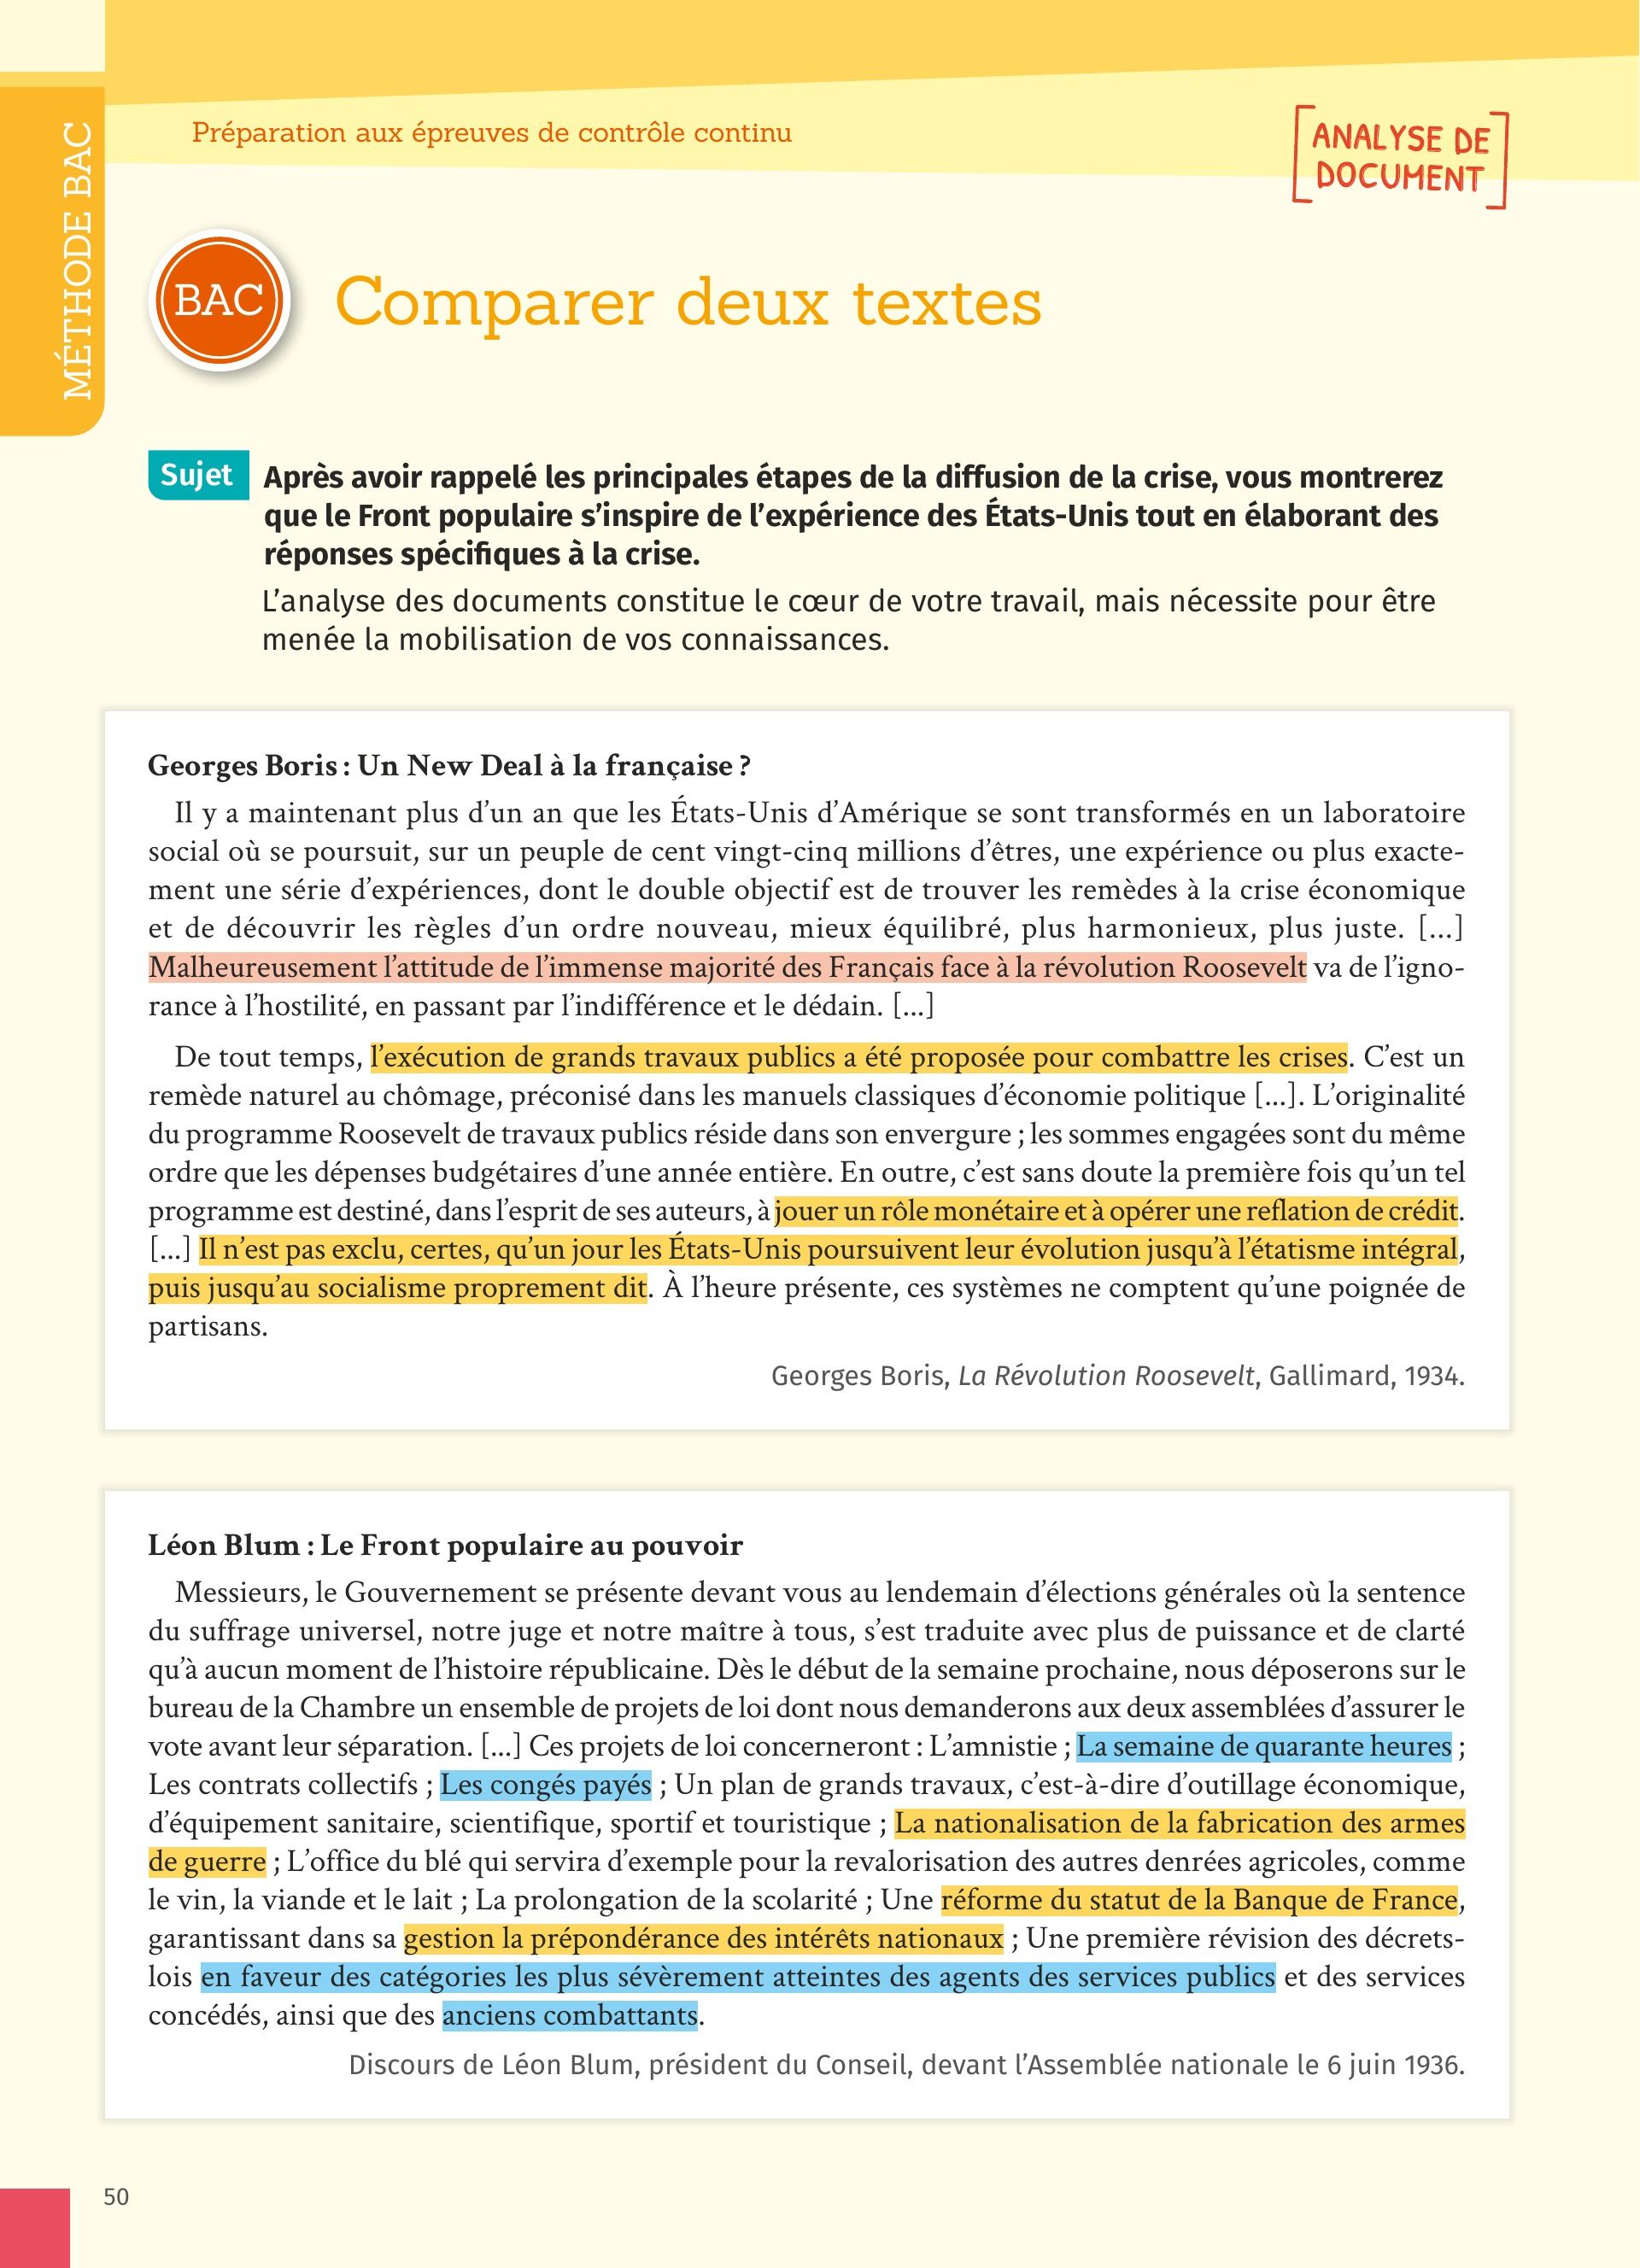 MÉTHODE BAC
Préparation aux épreuves de contrôle continu
ANALYSE DE
DOCUMENT
BAC
Comparer deux textes
Sujet
Après avoir rappelé les principales étapes de la diffusion de la crise, vous montrerez
que le Front populaire s’inspire de l’expérience des États-Unis tout en élaborant des
réponses spécifiques à la crise.
L’analyse des documents constitue le cœur de votre travail, mais nécessite pour être
menée la mobilisation de vos connaissances.
Georges Boris : Un New Deal à la française ?
Il y a maintenant plus d’un an que les États-Unis d’Amérique se sont transformés en un laboratoire
social où se poursuit, sur un peuple de cent vingt-cinq millions d’êtres, une expérience ou plus exacte-
ment une série d’expériences, dont le double objectif est de trouver les remèdes à la crise économique
et de découvrir les règles d’un ordre nouveau, mieux équilibré, plus harmonieux, plus juste. [...]
Malheureusement l’attitude de l’immense majorité des Français face à la révolution Roosevelt va de l’igno-
rance à l’hostilité, en passant par l’indifférence et le dédain. [...]
De tout temps, l’exécution de grands travaux publics a été proposée pour combattre les crises. C’est un
remède naturel au chômage, préconisé dans les manuels classiques d’économie politique [...]. L’originalité
du programme Roosevelt de travaux publics réside dans son envergure ; les sommes engagées sont du même
ordre que les dépenses budgétaires d’une année entière. En outre, c’est sans doute la première fois qu’un tel
programme est destiné, dans l’esprit de ses auteurs, à jouer un rôle monétaire et à opérer une reflation de crédit.
[...] Il n’est pas exclu, certes, qu’un jour les États-Unis poursuivent leur évolution jusqu’à l’étatisme intégral,
puis jusqu’au socialisme proprement dit. À l’heure présente, ces systèmes ne comptent qu’une poignée de
partisans.
Georges Boris, La Révolution Roosevelt, Gallimard, 1934.
Léon Blum : Le Front populaire au pouvoir
Messieurs, le Gouvernement se présente devant vous au lendemain d’élections générales où la sentence
du suffrage universel, notre juge et notre maître à tous, s’est traduite avec plus de puissance et de clarté
qu’à aucun moment de l’histoire républicaine. Dès le début de la semaine prochaine, nous déposerons sur le
bureau de la Chambre un ensemble de projets de loi dont nous demanderons aux deux assemblées d’assurer le
vote avant leur séparation. [...] Ces projets de loi concerneront : L’amnistie ; La semaine de quarante heures ;
Les contrats collectifs ; Les congés payés ; Un plan de grands travaux, c’est-à-dire d’outillage économique,
d’équipement sanitaire, scientifique, sportif et touristique ; La nationalisation de la fabrication des armes
de guerre ; L’office du blé qui servira d’exemple pour la revalorisation des autres denrées agricoles, comme
le vin, la viande et le lait ; La prolongation de la scolarité ; Une réforme du statut de la Banque de France,
garantissant dans sa gestion la prépondérance des intérêts nationaux ; Une première révision des décrets-
lois en faveur des catégories les plus sévèrement atteintes des agents des services publics et des services
concédés, ainsi que des anciens combattants.
Discours de Léon Blum, président du Conseil, devant l’Assemblée nationale le 6 juin 1936.
50